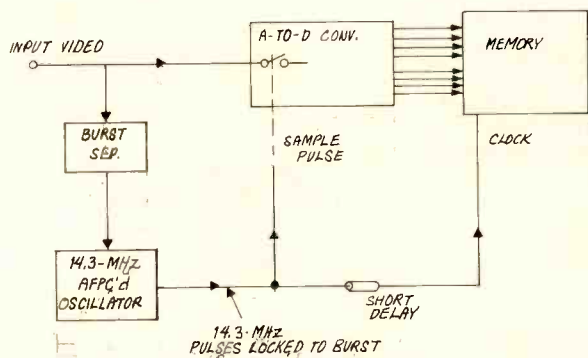 INPUT VIDEO
A-TO-D CONV.
MEMORY
BURST
SEP.
SAMPLE
PULSE
CLOCK
14.3-MHz
AFPC'd
OSCILLATOR
SHORT
DELAY
14.3-MHz
PULSES LOCKED TO BURST